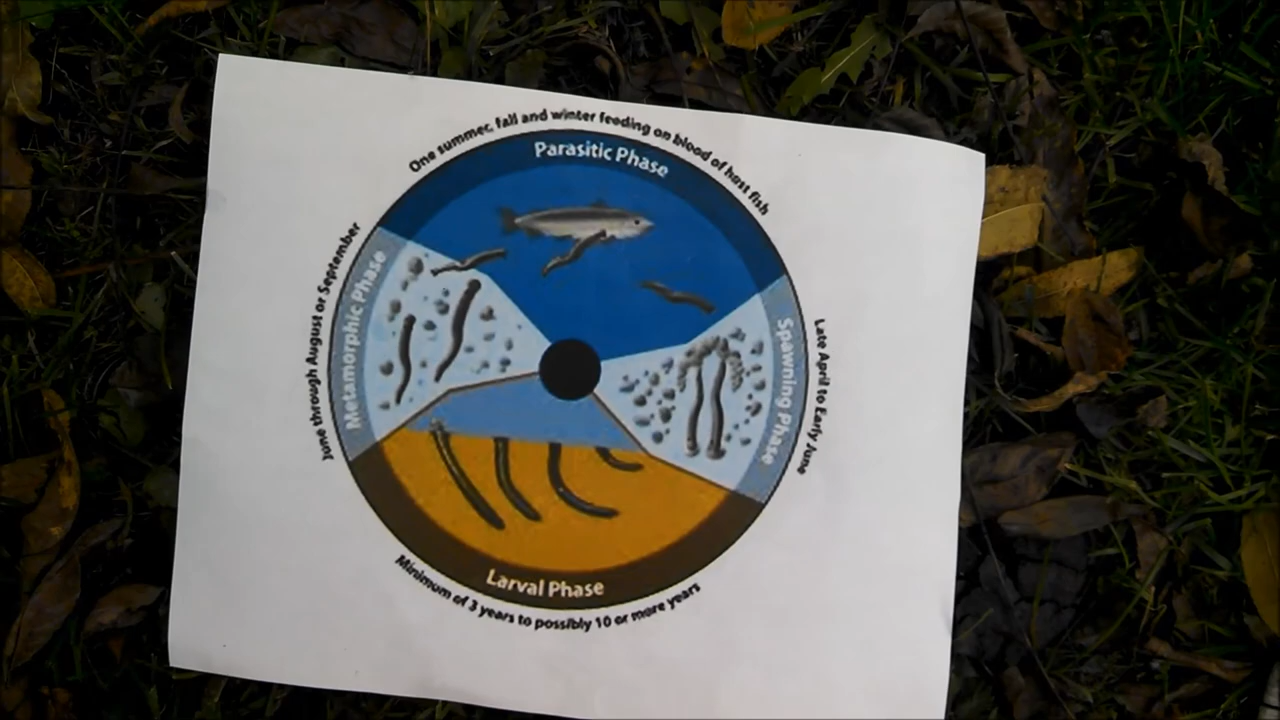 One summer, fall and winter feeding on blood of host fish
Parasitic Phase
June through August or September
Metamorphic Phase
Spawning Phase
Late April to Early June
Larval Phase
Minimum of 3 years to possibly 10 or more years